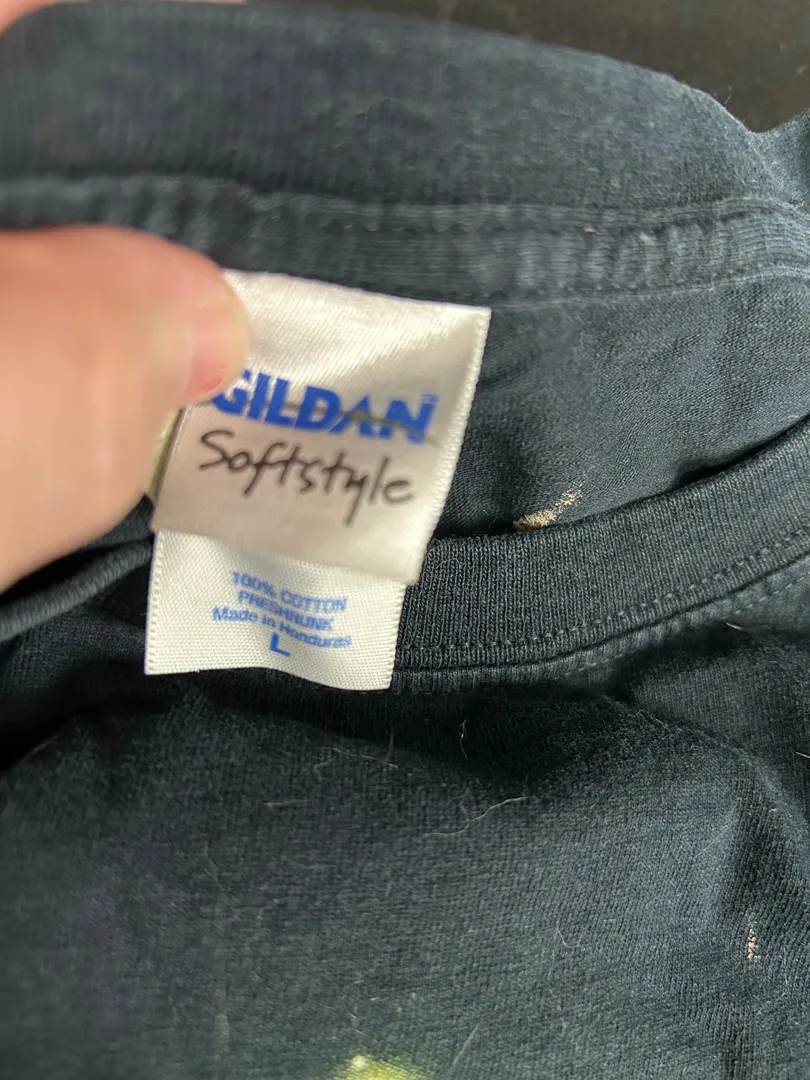 GILDAN
Softstyle
100% COTTON
PRESHRUNK
Made in Honduras
L